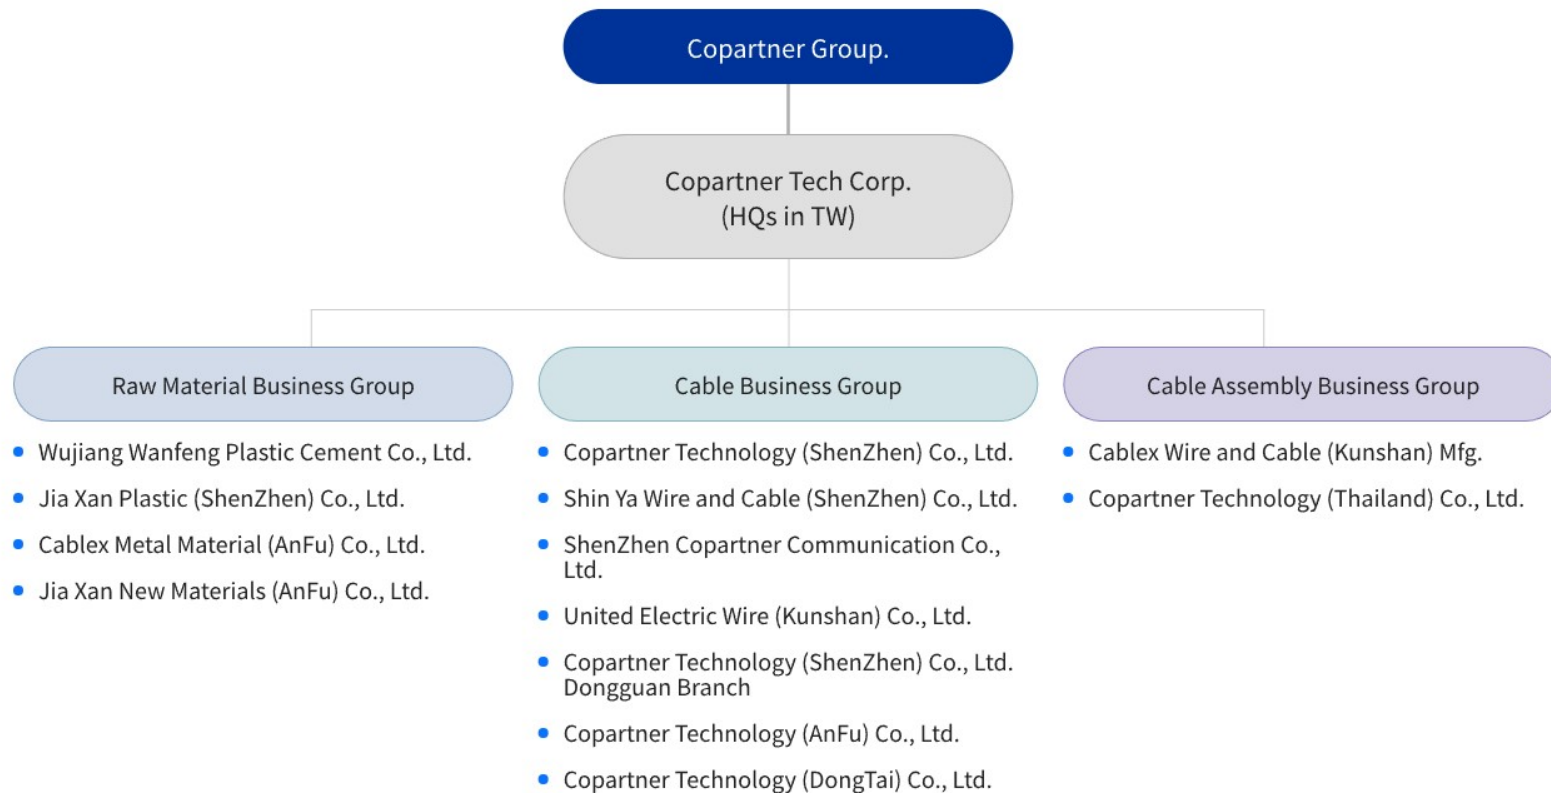 Copartner Group.
Copartner Tech Corp.
(HQs in TW)
Raw Material Business Group
Wujiang Wanfeng Plastic Cement Co., Ltd.
Jia Xan Plastic (ShenZhen) Co., Ltd.
Cablex Metal Material (AnFu) Co., Ltd.
Jia Xan New Materials (AnFu) Co., Ltd.
Cable Business Group
Copartner Technology (ShenZhen) Co., Ltd.
Shin Ya Wire and Cable (ShenZhen) Co., Ltd.
ShenZhen Copartner Communication Co.,
Ltd.
United Electric Wire (Kunshan) Co., Ltd.
Copartner Technology (ShenZhen) Co., Ltd.
Dongguan Branch
Copartner Technology (AnFu) Co., Ltd.
Copartner Technology (DongTai) Co., Ltd.
Cable Assembly Business Group
Cablex Wire and Cable (Kunshan) Mfg.
Copartner Technology (Thailand) Co., Ltd.